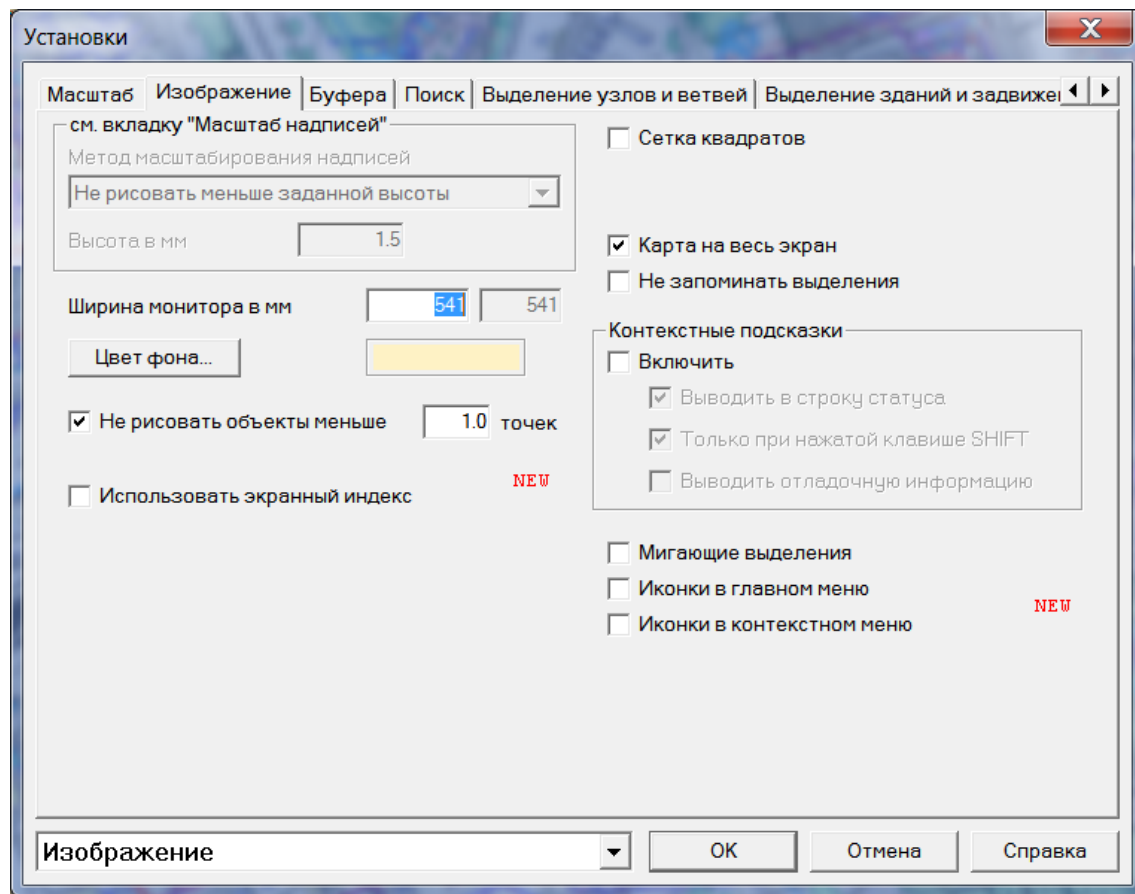 Установки
X
Масштаб Изображение Буфера Поиск Выделение узлов и ветвей Выделение зданий и задвиже
см. вкладку "Масштаб надписей"
Метод масштабирования надписей
Не рисовать меньше заданной высоты
Высота в мм 1.5
Ширина монитора в мм 541 541
Цвет фона...
Не рисовать объекты меньше 1.0 точек
NEW
Использовать экранный индекс
Сетка квадратов
Карта на весь экран
Не запоминать выделения
Контекстные подсказки
Включить
Выводить в строку статуса
Только при нажатой клавише SHIFT
Выводить отладочную информацию
Мигающие выделения
Иконки в главном меню
NEW
Иконки в контекстном меню
Изображение OK Отмена Справка